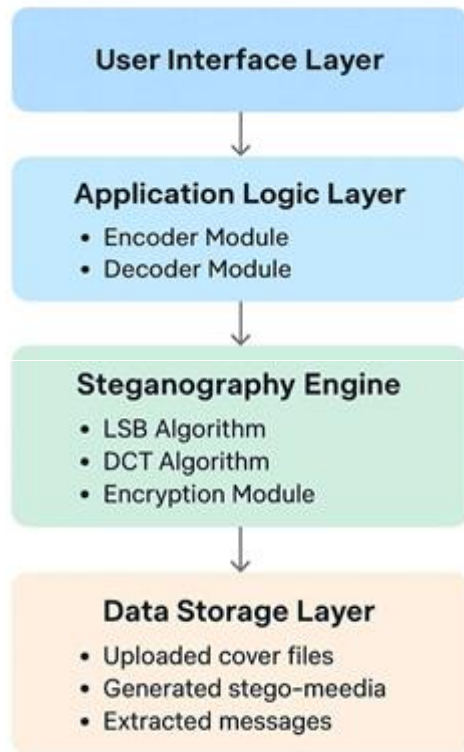 User Interface Layer
Application Logic Layer
• Encoder Module
• Decoder Module
Steganography Engine
• LSB Algorithm
• DCT Algorithm
• Encryption Module
Data Storage Layer
• Uploaded cover files
• Generated stego-meedia
• Extracted messages